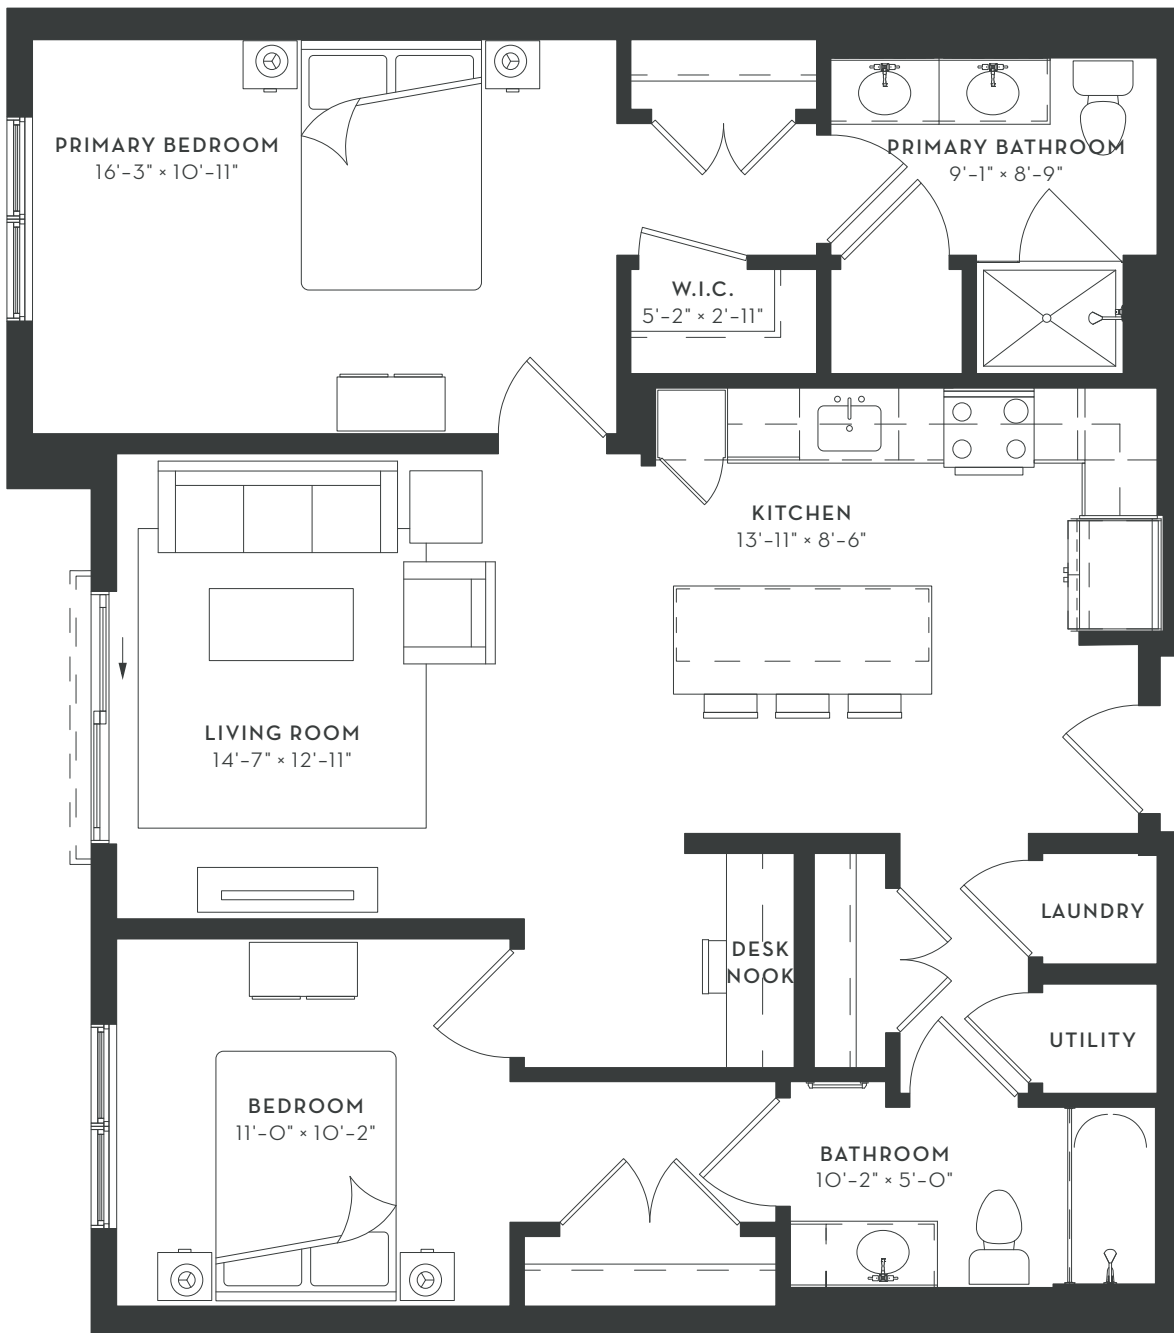 PRIMARY BEDROOM
16'-3" × 10'-11"
PRIMARY BATHROOM
9'-1" × 8'-9"
W.I.C.
5'-2" × 2'-11"
KITCHEN
13'-11" × 8'-6"
LIVING ROOM
14'-7" × 12'-11"
LAUNDRY
DESK
NOOK
UTILITY
BEDROOM
11'-0" × 10'-2"
BATHROOM
10'-2" × 5'-0"